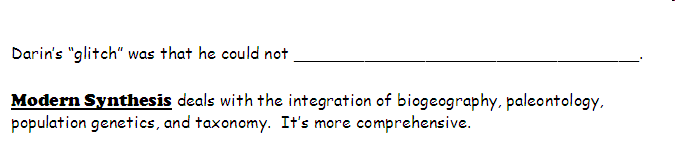 Darin's "glitch" was that he could not ________________________________________.
Modern Synthesis deals with the integration of biogeography, paleontology,
population genetics, and taxonomy. It's more comprehensive.